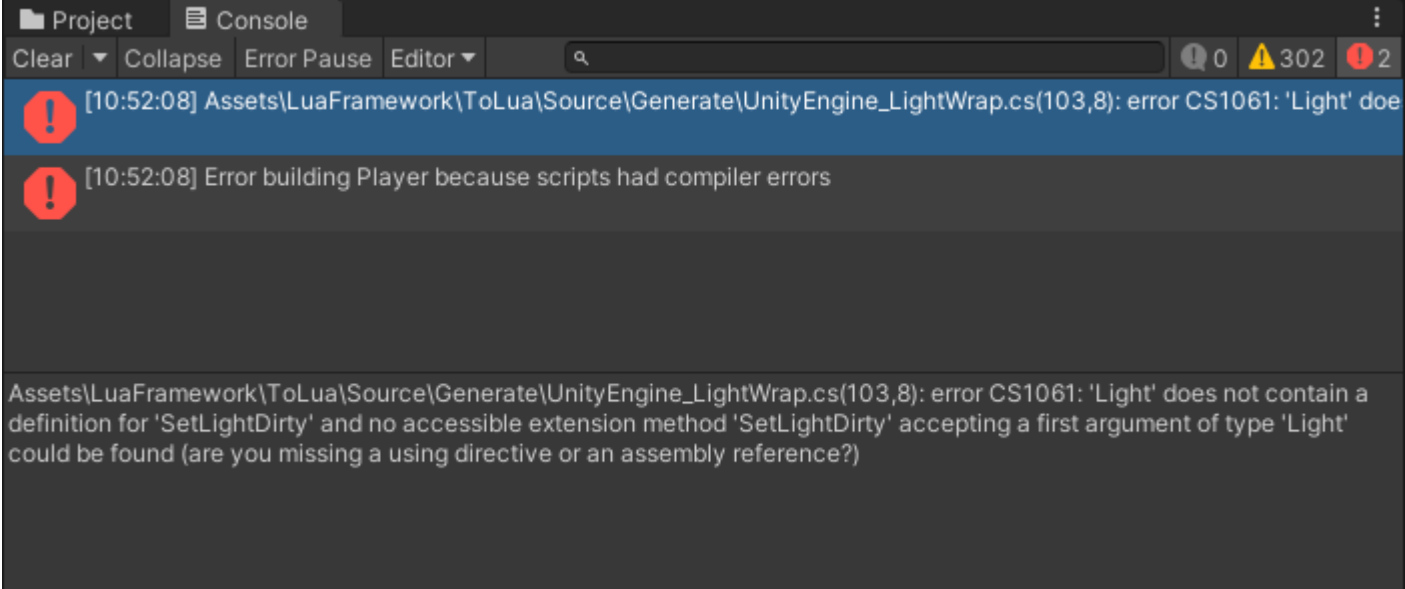 Project Console
Clear Collapse Error Pause Editor 0 302 2
[10:52:08] Assets\LuaFramework\ToLua\Source\Generate\UnityEngine_LightWrap.cs(103,8): error CS1061: 'Light' doe
[10:52:08] Error building Player because scripts had compiler errors
Assets\LuaFramework\ToLua\Source\Generate\UnityEngine_LightWrap.cs(103,8): error CS1061: 'Light' does not contain a
definition for 'SetLightDirty' and no accessible extension method 'SetLightDirty' accepting a first argument of type 'Light'
could be found (are you missing a using directive or an assembly reference?)